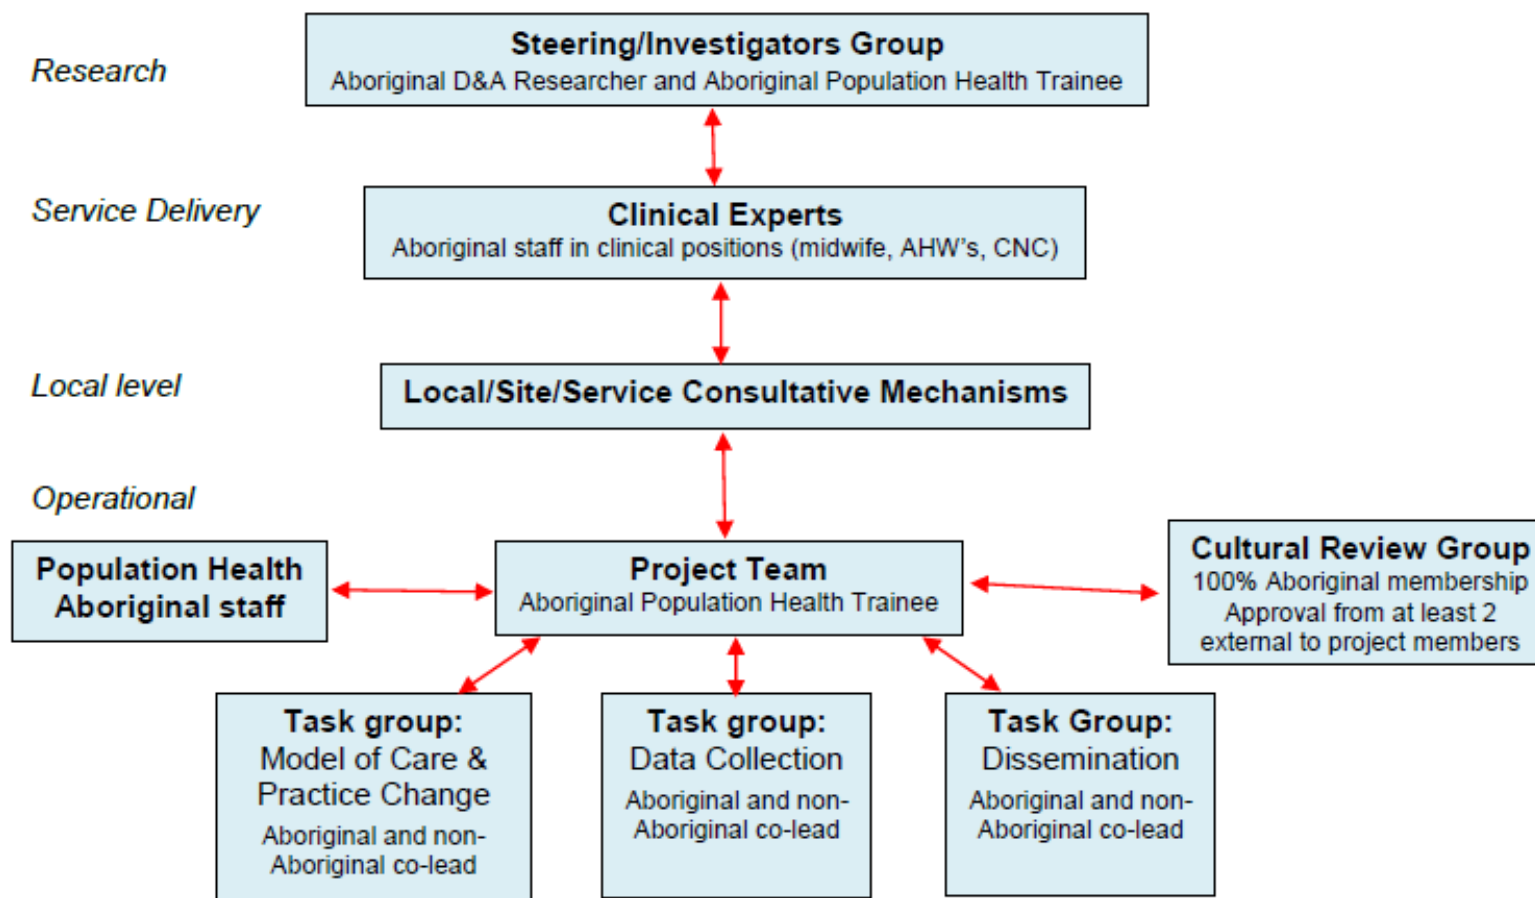 Research
Steering/Investigators Group
Aboriginal D&A Researcher and Aboriginal Population Health Trainee
Service Delivery
Clinical Experts
Aboriginal staff in clinical positions (midwife, AHW's, CNC)
Local level
Local/Site/Service Consultative Mechanisms
Operational
Population Health
Aboriginal staff
Project Team
Aboriginal Population Health Trainee
Cultural Review Group
100% Aboriginal membership
Approval from at least 2
external to project members
Task group:
Model of Care &
Practice Change
Aboriginal and non-
Aboriginal co-lead
Task group:
Data Collection
Aboriginal and non-
Aboriginal co-lead
Task Group:
Dissemination
Aboriginal and non-
Aboriginal co-lead